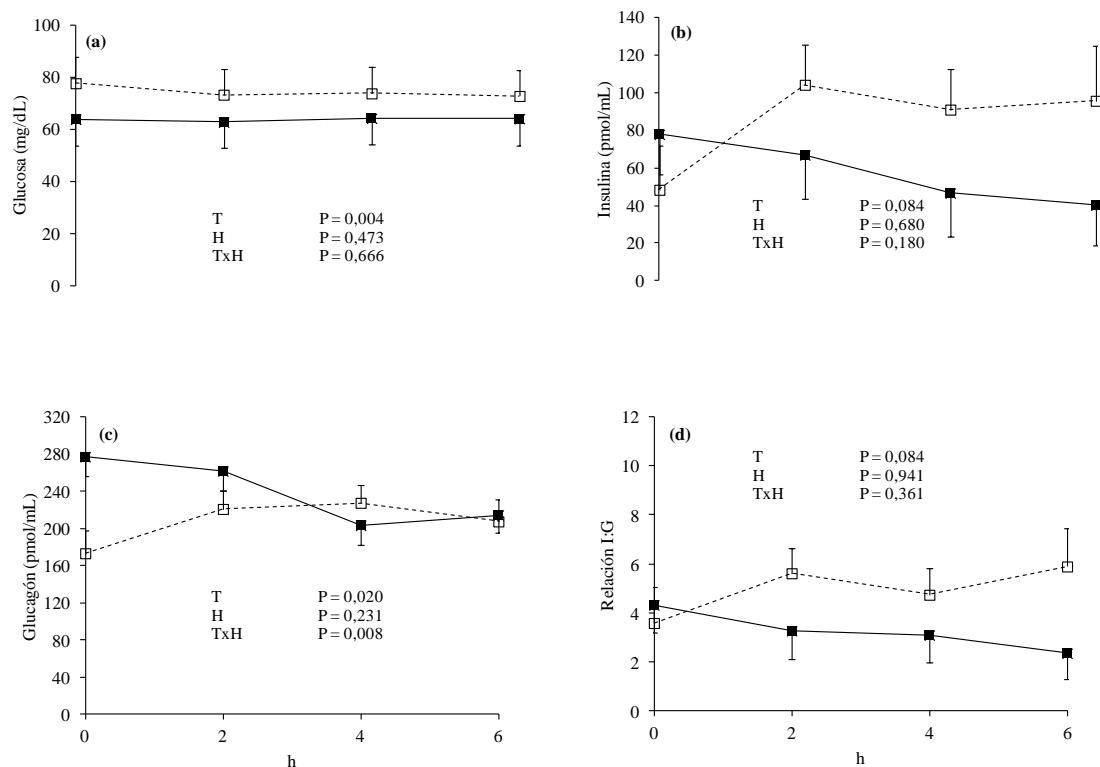 (a)
Glucosa (mg/dL)
100
80
60
40
20
0
T P = 0,004
H P = 0,473
TxH P = 0,666
(b)
Insulina (pmol/mL)
140
120
100
80
60
40
20
0
T P = 0,084
H P = 0,680
TxH P = 0,180
(c)
Glucagón (pmol/mL)
320
280
240
200
160
120
80
40
0
T P = 0,020
H P = 0,231
TxH P = 0,008
0 2 4 6
h
(d)
Relación I:G
12
10
8
6
4
2
0
T P = 0,084
H P = 0,941
TxH P = 0,361
0 2 4 6
h